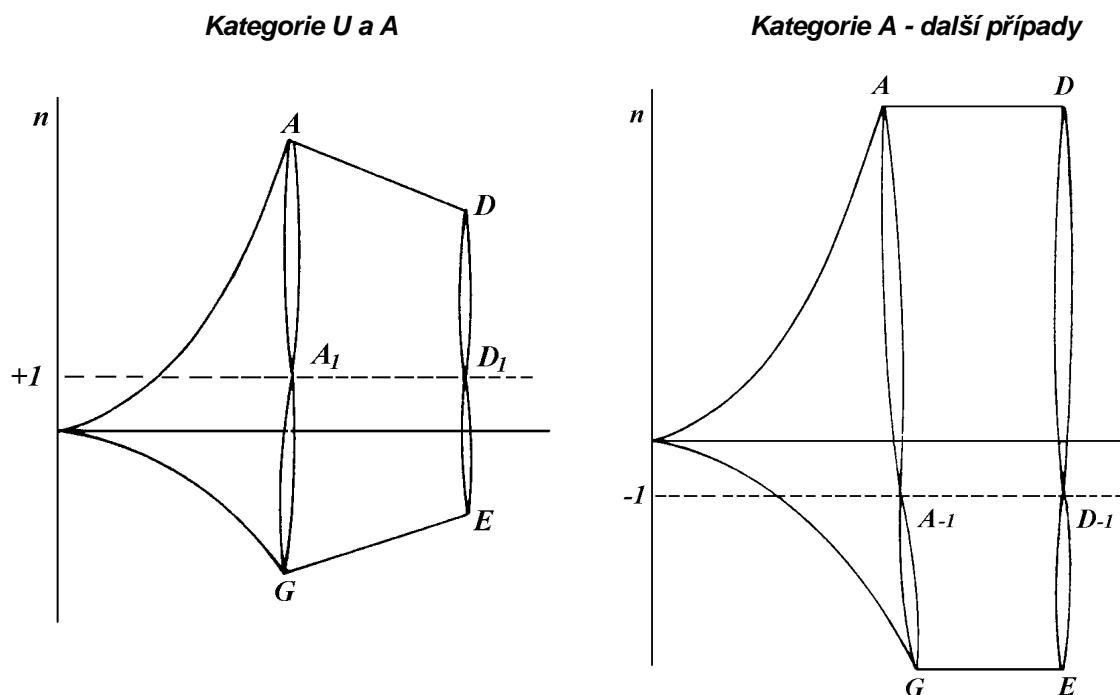 Kategorie U a A
n
A
D
+1
A1
D1
E
G
Kategorie A - další případy
A
D
n
-1
A-1
D-1
G
E